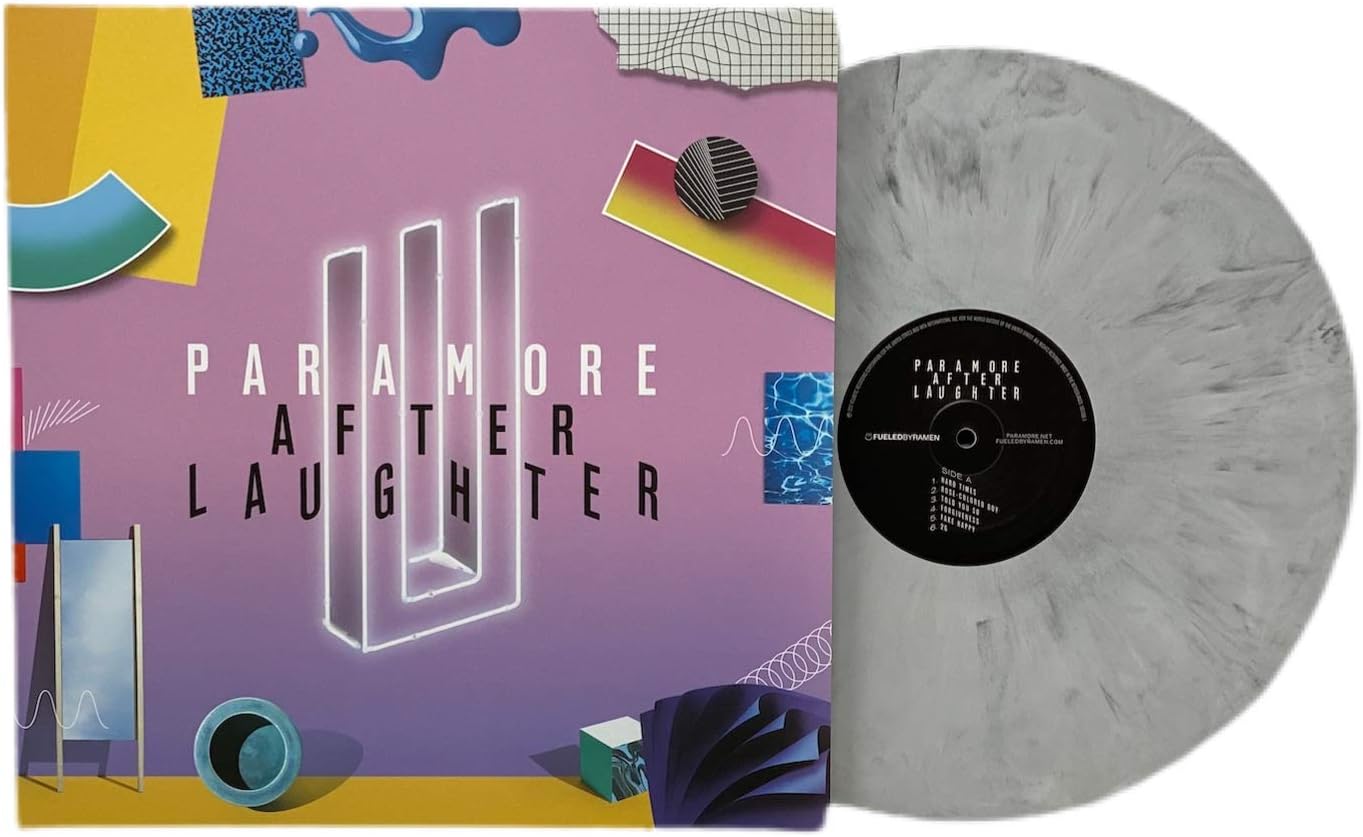 PARAMORE
AFTER
LAUGHTER
PARAMORE
AFTER
LAUGHTER
FUELEDBYRAMEN
PARAMORE.NET
FUELEDBYRAMEN.COM
SIDE A
1. HARD TIMES
2. ROSE-COLORED BOY
3. TOLD YOU SO
4. FORGIVENESS
5. FAKE HAPPY
6. 26